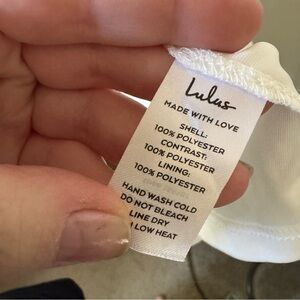 Lulus
MADE WITH LOVE
SHELL:
100% POLYESTER
CONTRAST:
100% POLYESTER
LINING:
100% POLYESTER
HAND WASH COLD
DO NOT BLEACH
LINE DRY
LOW HEAT